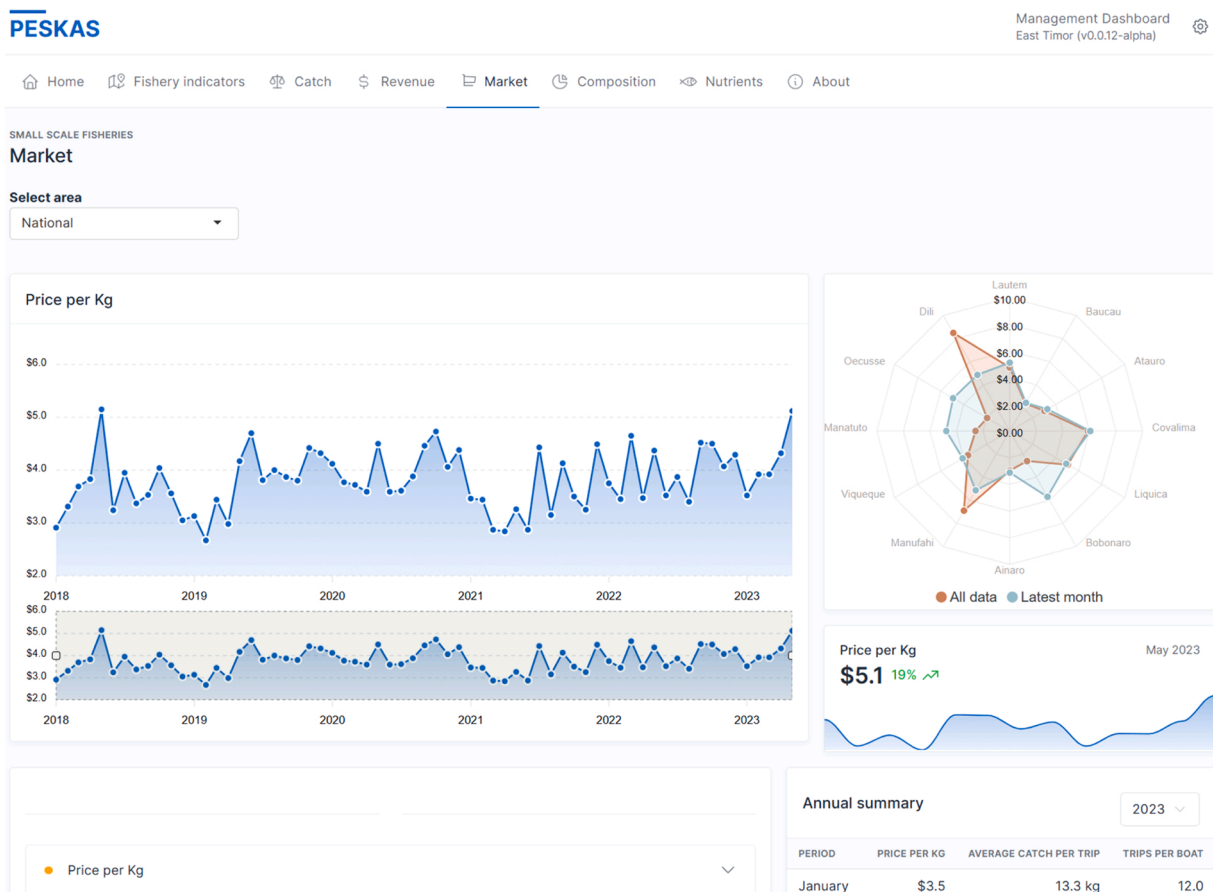 PESKAS
Management Dashboard
East Timor (v0.0.12-alpha)
Home Fishery indicators Catch Revenue Market Composition Nutrients About
SMALL SCALE FISHERIES
Market
Select area
National
Price per Kg
$6.0
$5.0
$4.0
$3.0
$2.0
2018 2019 2020 2021 2022 2023
$6.0
$5.0
$4.0
$3.0
$2.0
2018 2019 2020 2021 2022 2023
Lautem
$10.00
Dili Baucau
$8.00
Oecusse $6.00 Atauro
$4.00
$2.00
Manatuto $0.00 Covalima
Viqueque Liquica
Manufahi Bobonaro
Ainaro
All data Latest month
Price per Kg May 2023
$5.1 19%
Price per Kg
Annual summary 2023
PERIOD PRICE PER KG AVERAGE CATCH PER TRIP TRIPS PER BOAT
January $3.5 13.3 kg 12.0